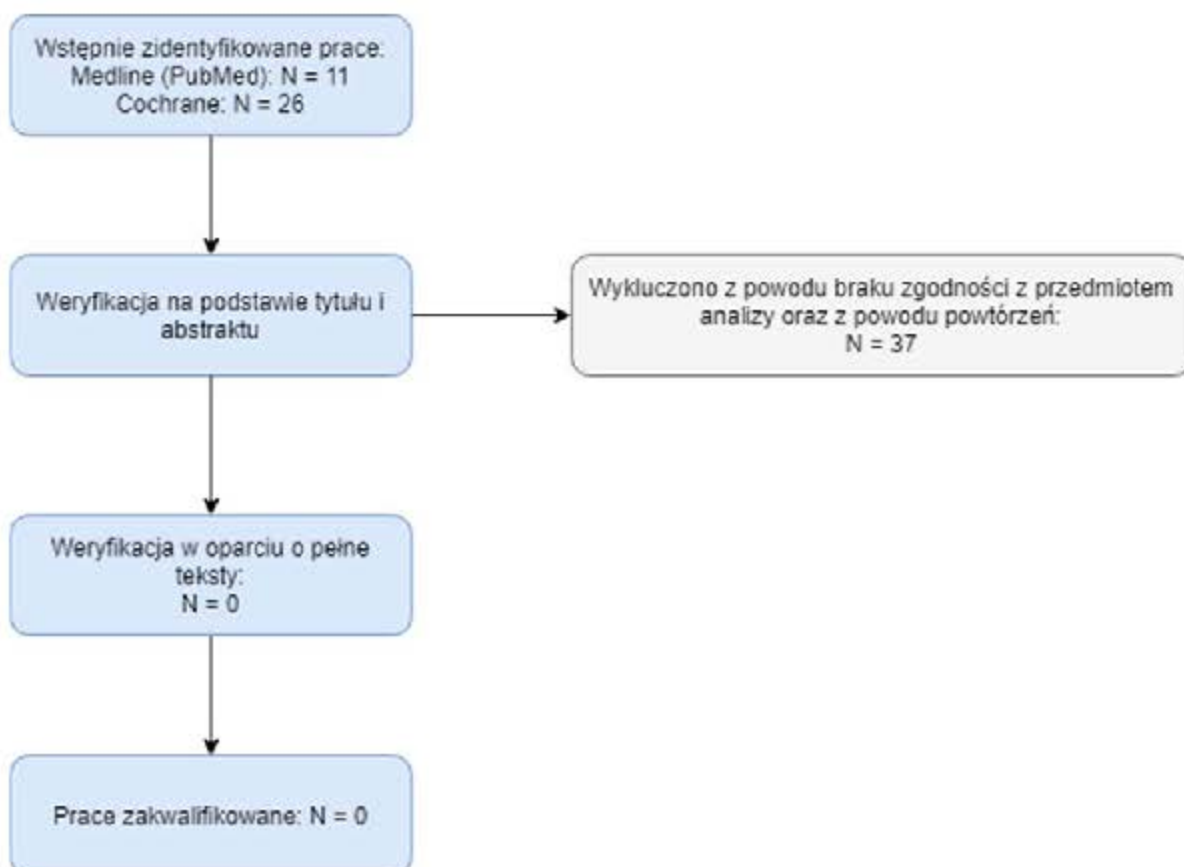 Wstępnie zidentyfikowane prace:
Medline (PubMed): N = 11
Cochrane: N = 26
Weryfikacja na podstawie tytułu i
abstraktu
Wykluczono z powodu braku zgodności z przedmiotem
analizy oraz z powodu powtórzeń:
N = 37
Weryfikacja w oparciu o pełne
teksty:
N = 0
Prace zakwalifikowane: N = 0